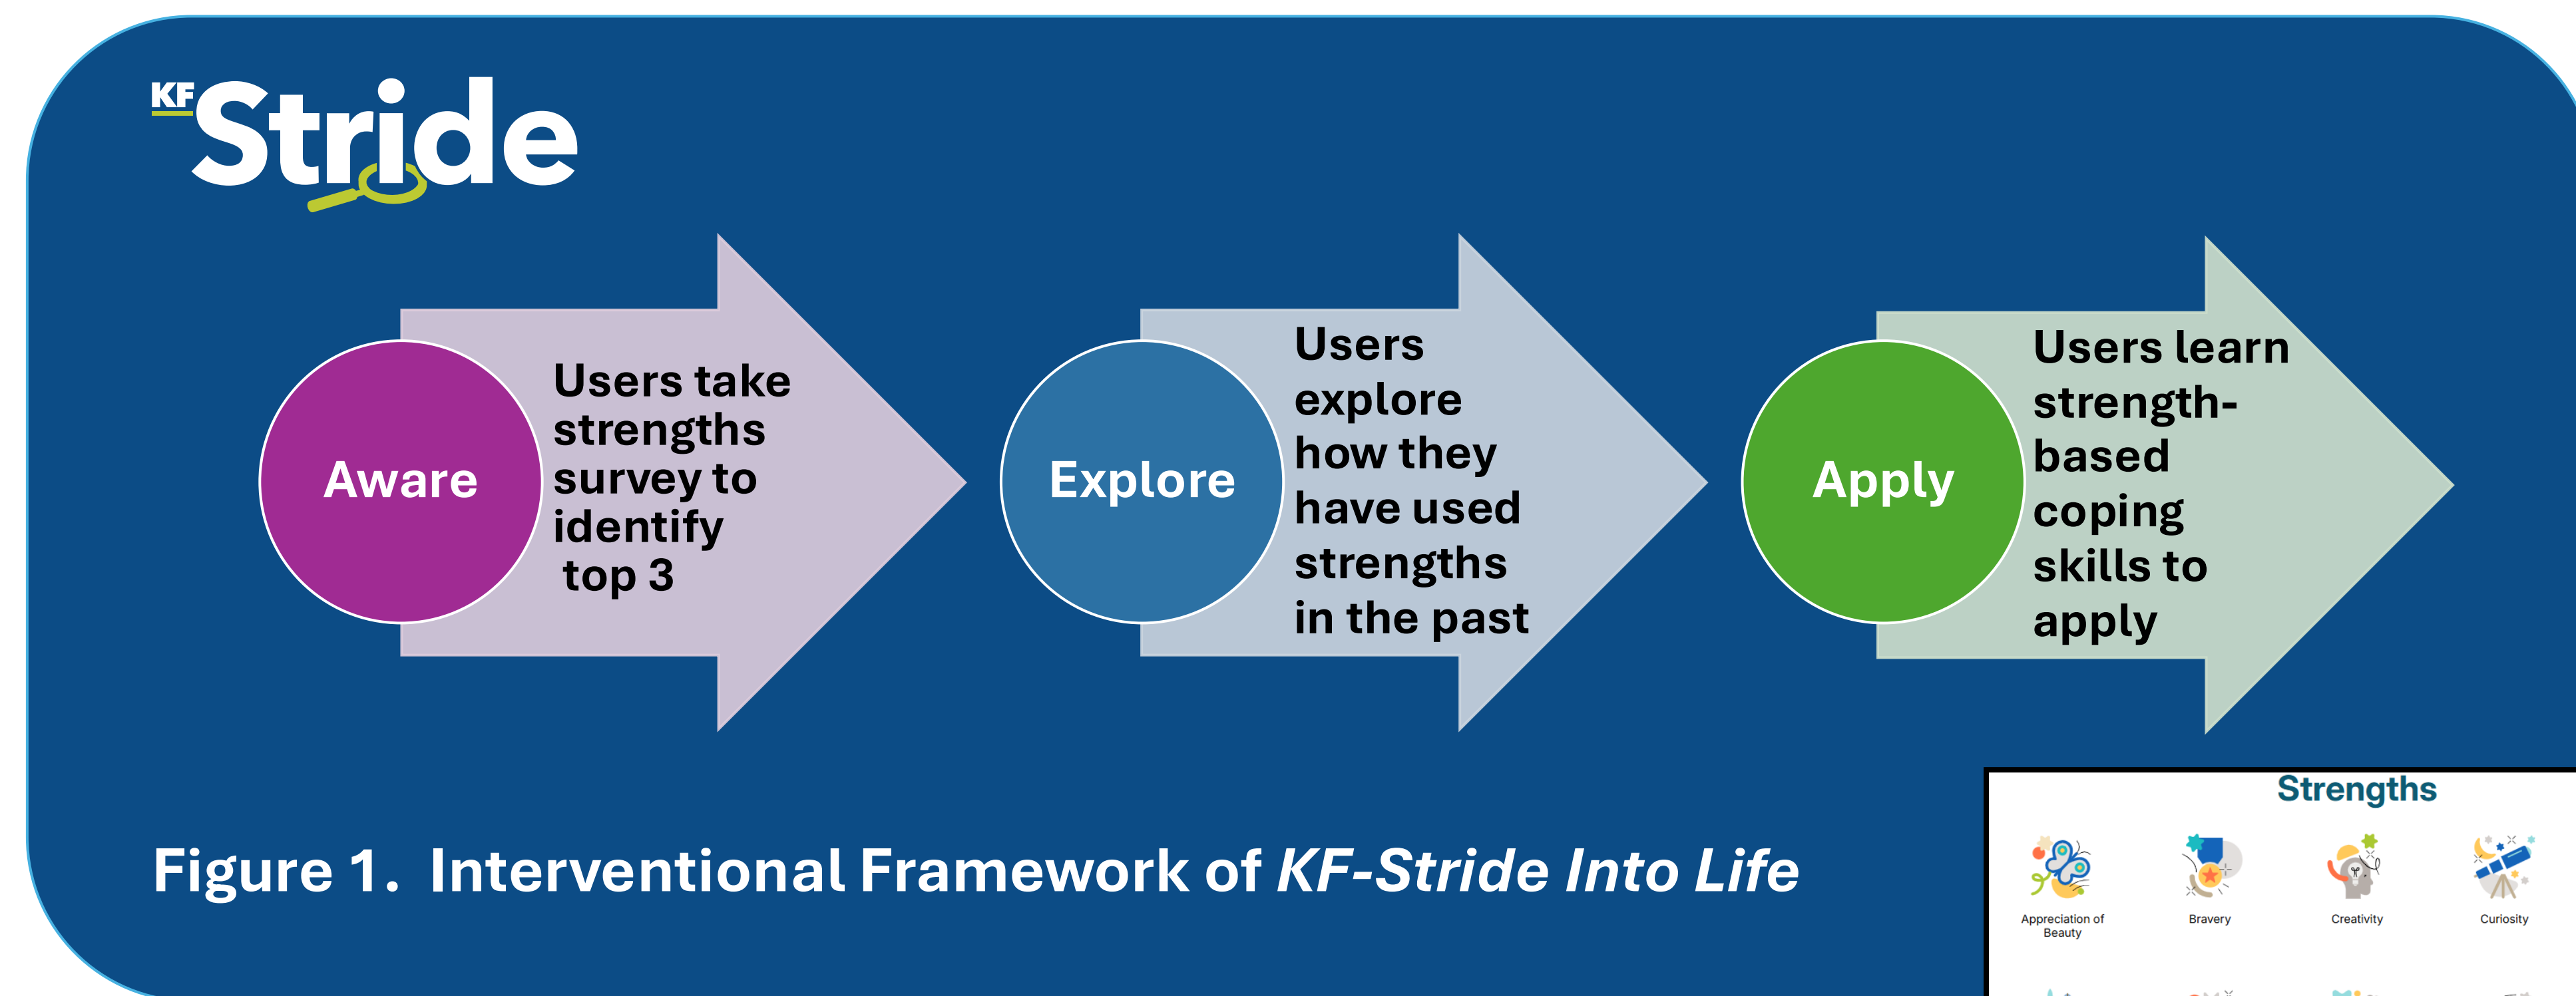 KF Stride
Aware
Users take
strengths
survey to
identify
top 3
Explore
Users
explore
how they
have used
strengths
in the past
Apply
Users learn
strength-
based
coping
skills to
apply
Figure 1. Interventional Framework of KF-Stride Into Life
Strengths
Appreciation of
Beauty
Bravery
Creativity
Curiosity